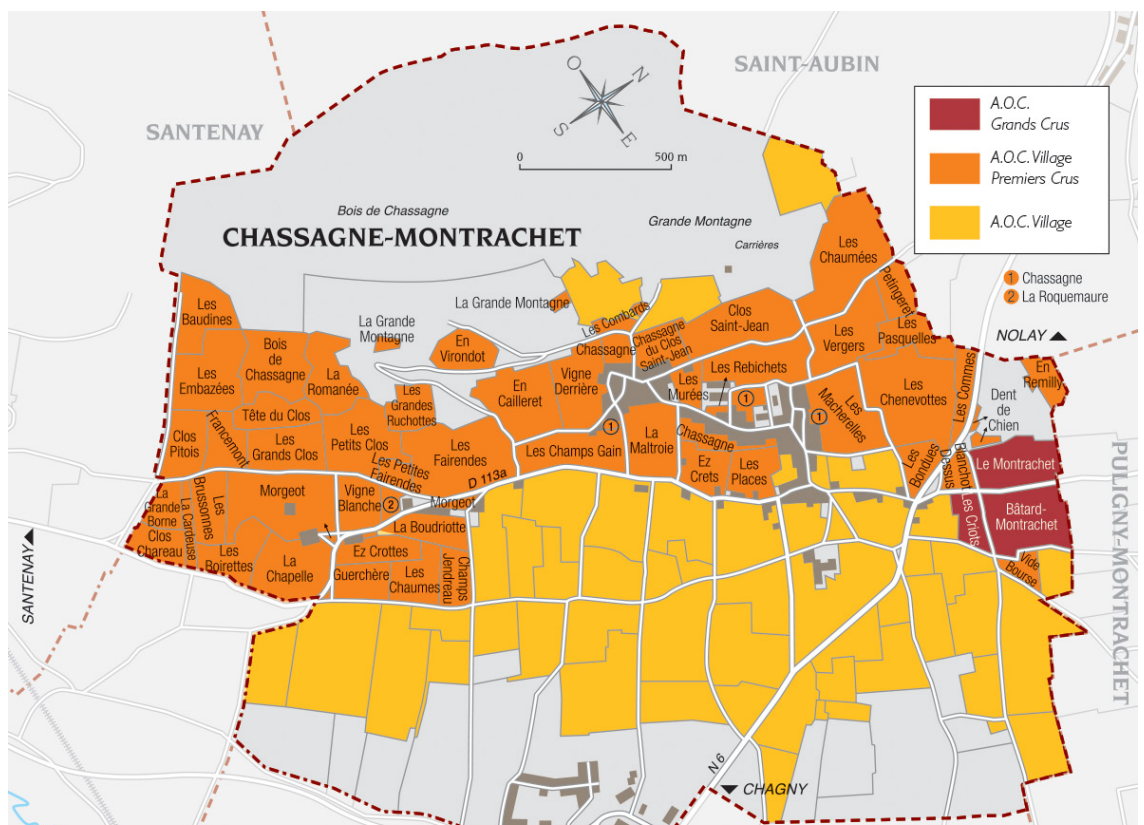 SAINT-AUBIN
SANTENAY
O
N
S
E
0
500 m
A.O.C.
Grands Crus
A.O.C. Village
Premiers Crus
A.O.C. Village
1 Chassagne
2 La Roquemaure
NOLAY
Bois de Chassagne
Grande Montagne
Carrières
CHASSAGNE-MONTRACHET
La Grande Montagne
La Grande
Montagne
Les Combards
Les
Chaumées
Petingeret
Les
Baudines
Bois
de
Chassagne
La
Romanée
En
Virondot
Chassagne
Chassagne
du Clos
Saint-Jean
Clos
Saint-Jean
Les
Vergers
Les
Pasquelles
Les Commes
En
Remilly
Dent
de
Chien
Les
Embazées
Tête du Clos
Les
Grandes
Ruchottes
En
Cailleret
Vigne
Derrière
Les
Murées
Les Rebichets
1
1
1
Les
Macherelles
Les
Chenevottes
Clos
Pitois
Francemont
Les
Grands Clos
Les
Petits Clos
Les Petites
Fairendes
Les
Fairendes
D 113a
Les Champs Gain
La
Maltroie
Chassagne
Ez
Crets
Les
Places
Les
Bondues
Blanchot
Dessus
Le Montrachet
Les Criots
Bâtard-
Montrachet
Vide
Bourse
PULIGNY-MONTRACHET
La
Grande
Borne
Clos
Chareau
La Cardeuse
Les
Brussonnes
Les
Boirettes
Morgeot
Vigne
Blanche
2
Morgeot
La Boudriotte
La
Chapelle
Ez Crottes
Guerchère
Les
Chaumes
Champs
Jendreau
SANTENAY
N 6
CHAGNY